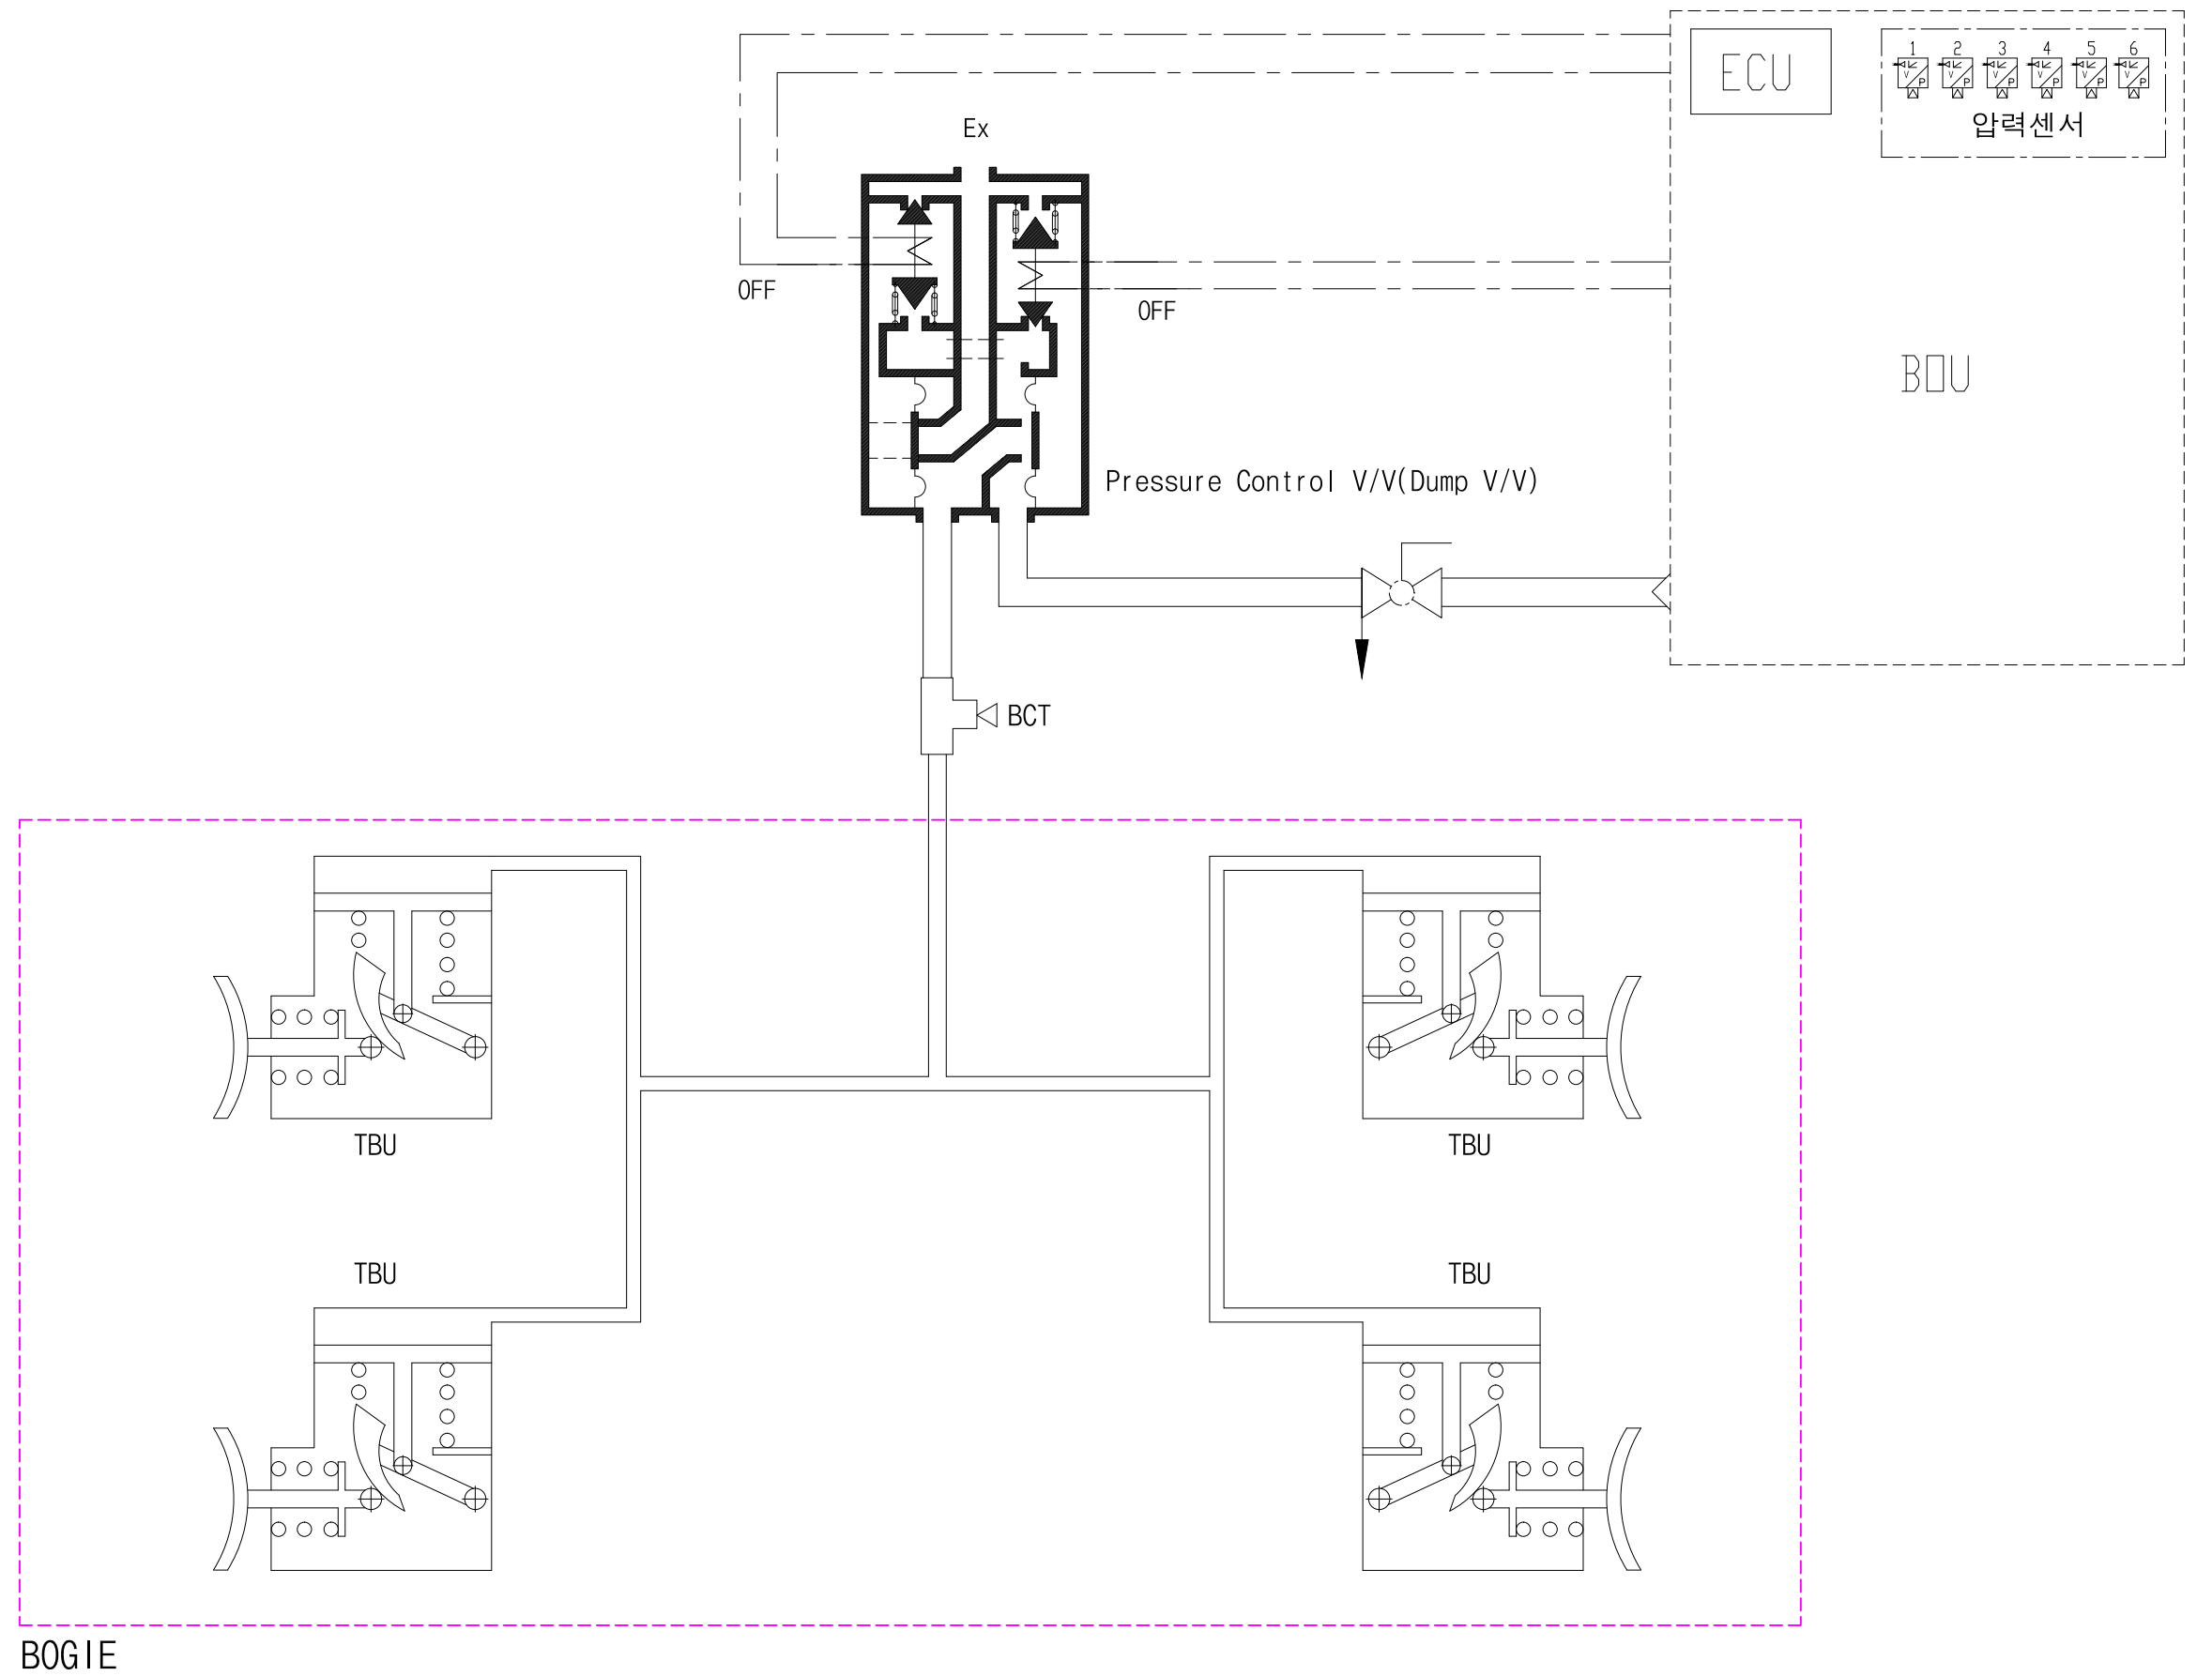 ECU
1 2 3 4 5 6
V V V V V V
P P P P P P
압력센서
Ex
OFF
OFF
BOU
Pressure Control V/V(Dump V/V)
BCT
TBU
TBU
TBU
TBU
BOGIE